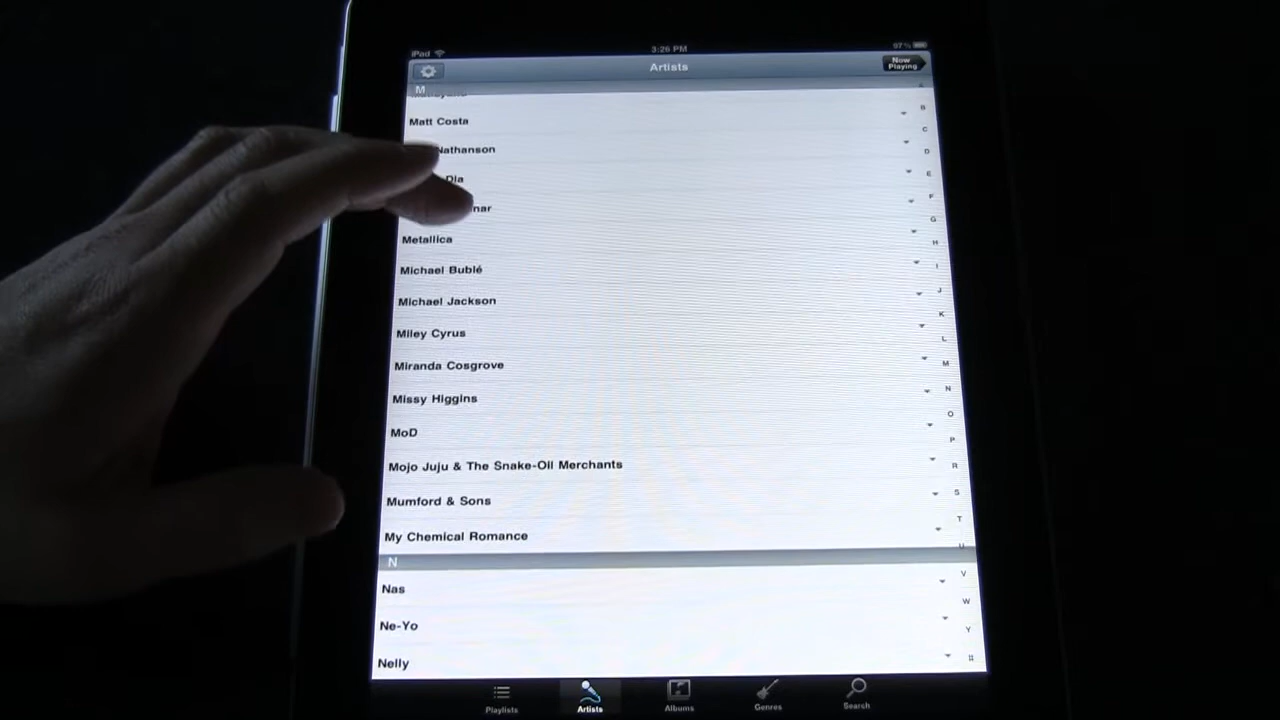 iPad 3:26 PM 97%
Artists
Now
Playing
M
Matt Costa
Nathanson
Dia
nar
Metallica
Michael Bublé
Michael Jackson
Miley Cyrus
Miranda Cosgrove
Missy Higgins
MoD
Mojo Juju & The Snake-Oil Merchants
Mumford & Sons
My Chemical Romance
N
Nas
Ne-Yo
Nelly
A
B
C
D
E
F
G
H
I
J
K
L
M
N
O
P
R
S
T
U
V
W
Y
#
Playlists Artists Albums Genres Search